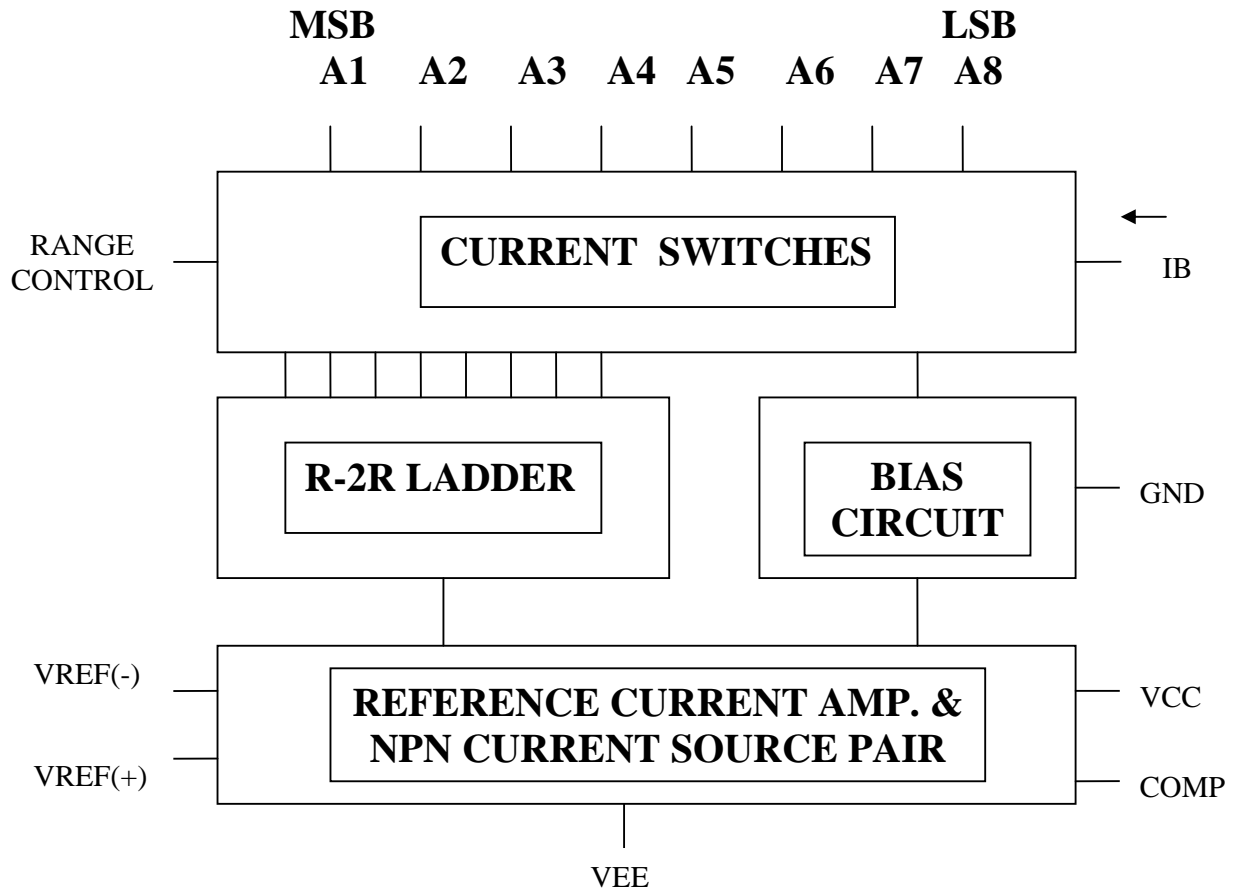 MSB LSB
A1 A2 A3 A4 A5 A6 A7 A8
RANGE
CONTROL
CURRENT SWITCHES
IB
R-2R LADDER
BIAS
CIRCUIT
GND
VREF(-)
VREF(+)
REFERENCE CURRENT AMP. &
NPN CURRENT SOURCE PAIR
VCC
COMP
VEE